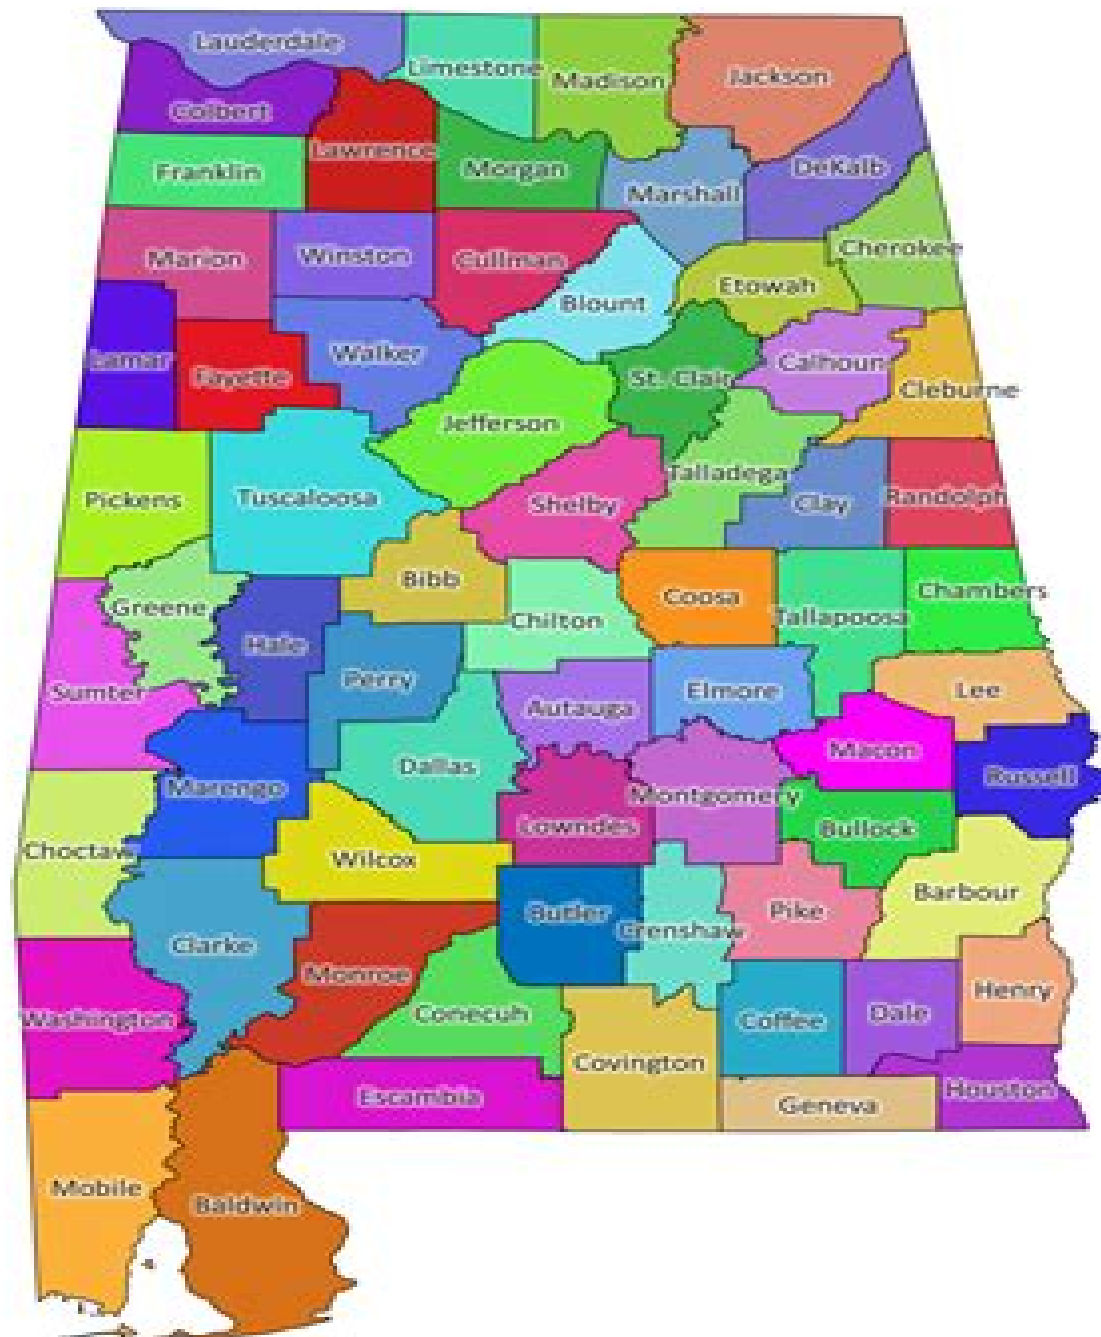 Lauderdale
Limestone
Madison
Jackson
Colbert
Lawrence
Franklin
Morgan
Marshall
DeKalb
Marion
Winston
Cullman
Cherokee
Etowah
Blount
Lamar
Fayette
Walker
St. Clair
Calhoun
Cleburne
Jefferson
Talladega
Pickens
Tuscaloosa
Shelby
Clay
Randolph
Bibb
Coosa
Chambers
Greene
Chilton
Tallapoosa
Hale
Perry
Sumter
Autauga
Elmore
Lee
Dallas
Macon
Marengo
Montgomery
Russell
Lowndes
Bullock
Choctaw
Wilcox
Butler
Pike
Barbour
Clarke
Crenshaw
Monroe
Henry
Washington
Conecuh
Coffee
Dale
Covington
Escambia
Geneva
Houston
Mobile
Baldwin